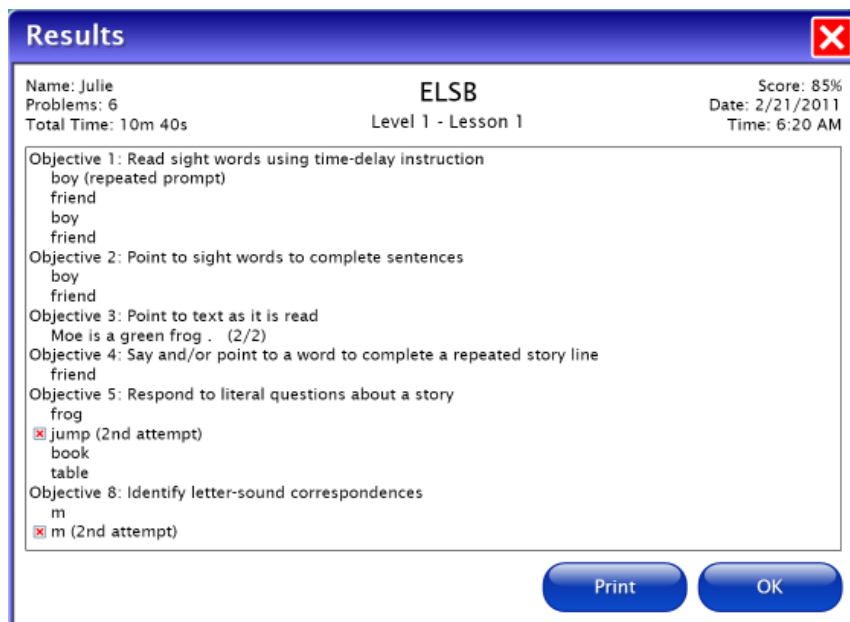 Results
Name: Julie
Problems: 6
Total Time: 10m 40s
ELSB
Level 1 - Lesson 1
Score: 85%
Date: 2/21/2011
Time: 6:20 AM
Objective 1: Read sight words using time-delay instruction
boy (repeated prompt)
friend
boy
friend
Objective 2: Point to sight words to complete sentences
boy
friend
Objective 3: Point to text as it is read
Moe is a green frog .   (2/2)
Objective 4: Say and/or point to a word to complete a repeated story line
friend
Objective 5: Respond to literal questions about a story
frog
jump (2nd attempt)
book
table
Objective 8: Identify letter-sound correspondences
m
m (2nd attempt)
Print
OK